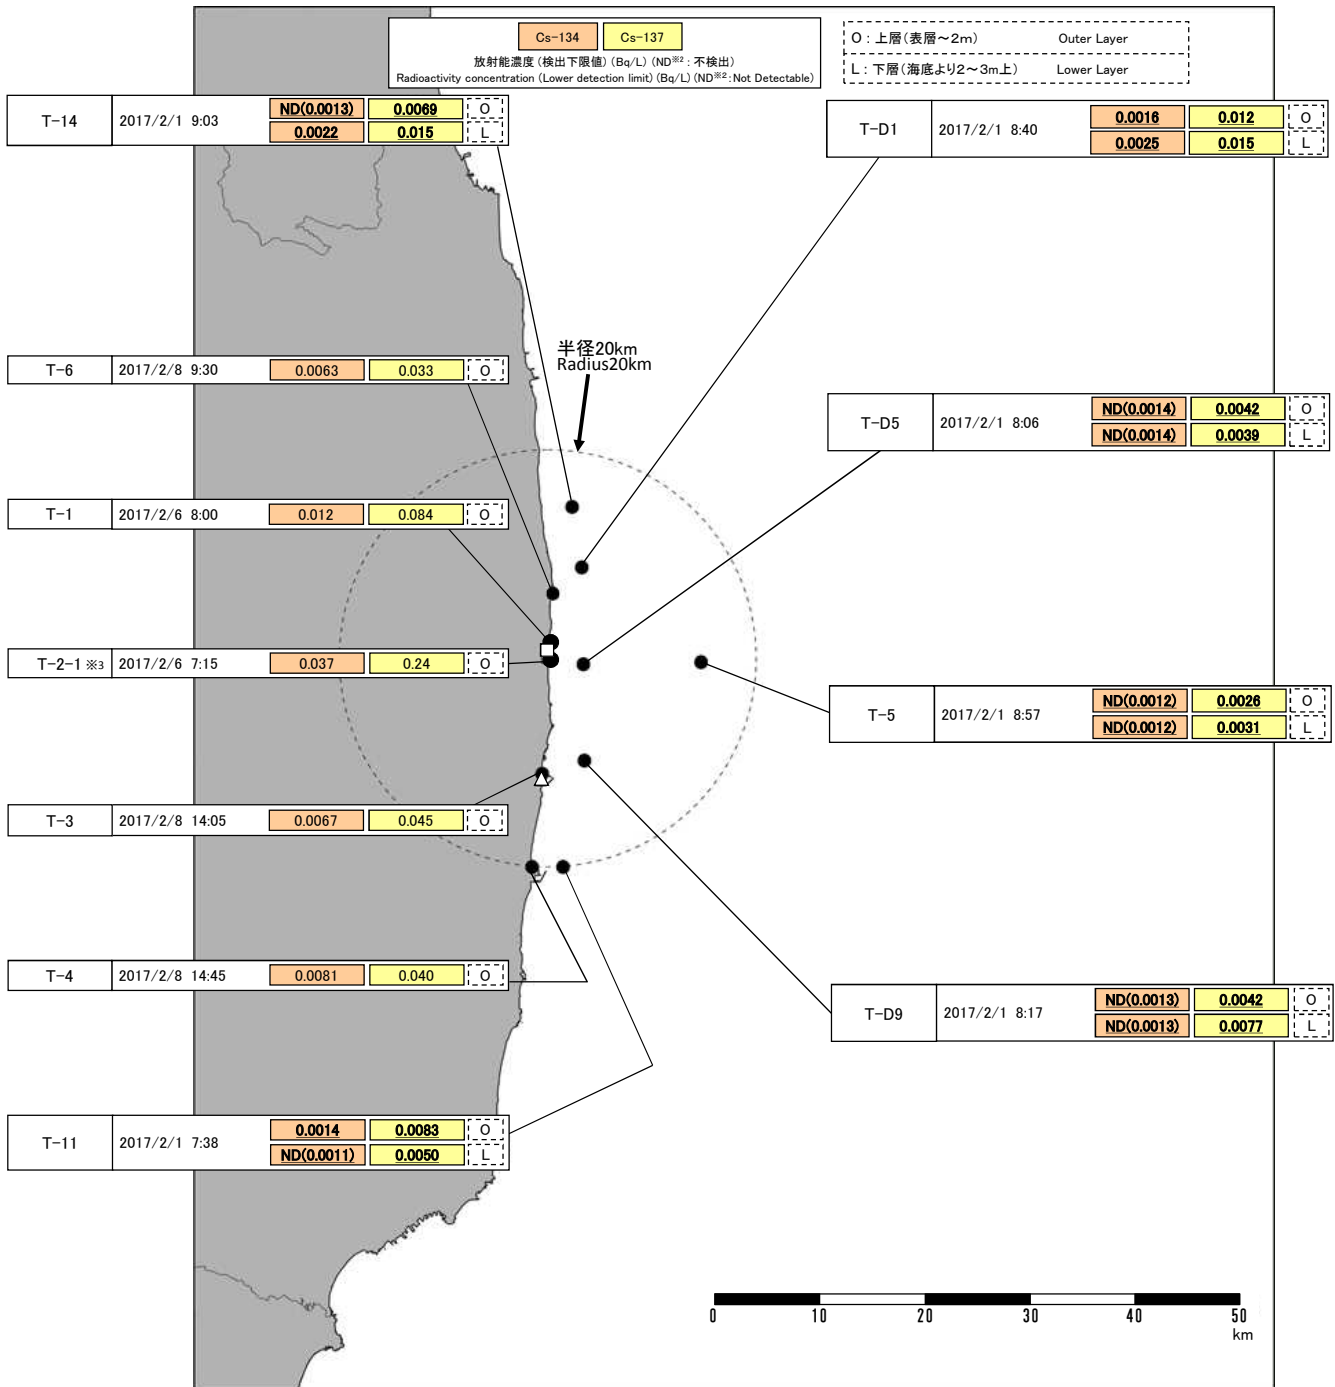 Cs-134 Cs-137
放射能濃度(検出下限値)(Bq/L)(ND※2:不検出)
Radioactivity concentration(Lower detection limit)(Bq/L)(ND※2:Not Detectable)
O:上層(表層～2m) Outer Layer
L:下層(海底より2～3m上) Lower Layer
T-14 2017/2/1 9:03 ND(0.0013) 0.0069 O
0.0022 0.015 L
T-D1 2017/2/1 8:40 0.0016 0.012 O
0.0025 0.015 L
半径20km
Radius20km
T-6 2017/2/8 9:30 0.0063 0.033 O
T-D5 2017/2/1 8:06 ND(0.0014) 0.0042 O
ND(0.0014) 0.0039 L
T-1 2017/2/6 8:00 0.012 0.084 O
T-2-1 ※3 2017/2/6 7:15 0.037 0.24 O
T-5 2017/2/1 8:57 ND(0.0012) 0.0026 O
ND(0.0012) 0.0031 L
T-3 2017/2/8 14:05 0.0067 0.045 O
T-4 2017/2/8 14:45 0.0081 0.040 O
T-D9 2017/2/1 8:17 ND(0.0013) 0.0042 O
ND(0.0013) 0.0077 L
T-11 2017/2/1 7:38 0.0014 0.0083 O
ND(0.0011) 0.0050 L
0 10 20 30 40 50
km